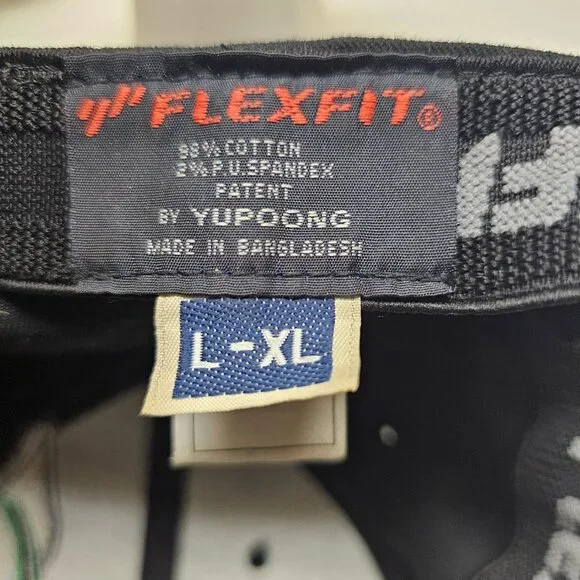 FLEXFIT®
98% COTTON
2% P.U.SPANDEX
PATENT
BY YUPOONG
MADE IN BANGLADESH
L-XL